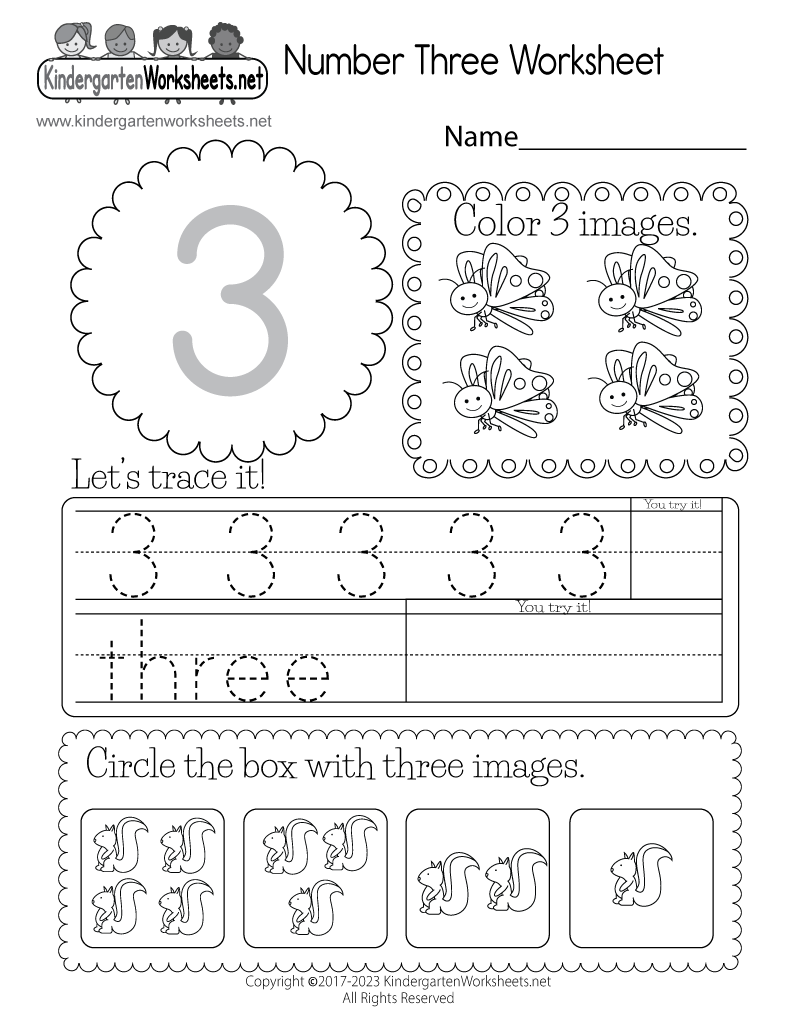 KindergartenWorksheets.net
Number Three Worksheet
www.kindergartenworksheets.net
Name
3
Color 3 images.
Let's trace it!
You try it!
3 3 3 3 3
You try it!
three
Circle the box with three images.
Copyright ©2017-2023 KindergartenWorksheets.net
All Rights Reserved